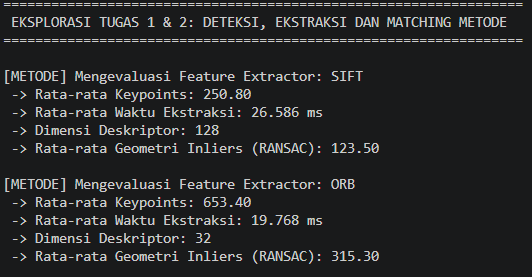 ================================================================
EKSPLORASI TUGAS 1 & 2: DETEKSI, EKSTRAKSI DAN MATCHING METODE
================================================================
[METODE] Mengevaluasi Feature Extractor: SIFT
-> Rata-rata Keypoints: 250.80
-> Rata-rata Waktu Ekstraksi: 26.586 ms
-> Dimensi Deskriptor: 128
-> Rata-rata Geometri Inliers (RANSAC): 123.50
[METODE] Mengevaluasi Feature Extractor: ORB
-> Rata-rata Keypoints: 653.40
-> Rata-rata Waktu Ekstraksi: 19.768 ms
-> Dimensi Deskriptor: 32
-> Rata-rata Geometri Inliers (RANSAC): 315.30